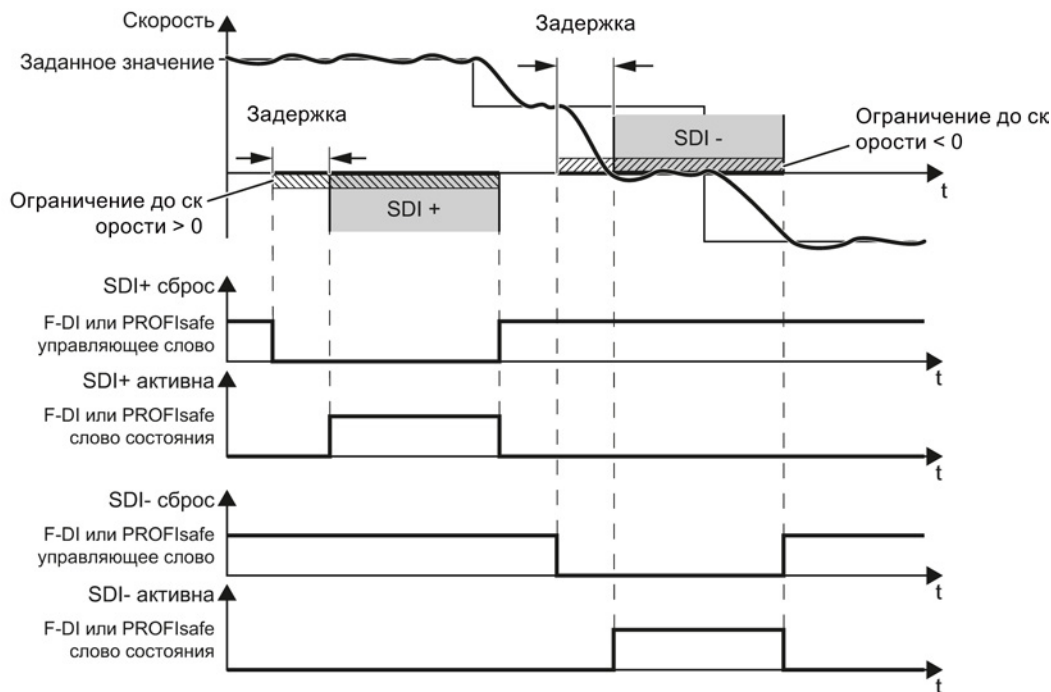 Скорость
Задержка
Заданное значение
Задержка
Ограничение до ск
орости < 0
SDI -
t
Ограничение до ск
орости > 0
SDI +
SDI+ сброс
F-DI или PROFIsafe
управляющее слово
t
SDI+ активна
F-DI или PROFIsafe
слово состояния
t
SDI- сброс
F-DI или PROFIsafe
управляющее слово
t
SDI- активна
F-DI или PROFIsafe
слово состояния
t